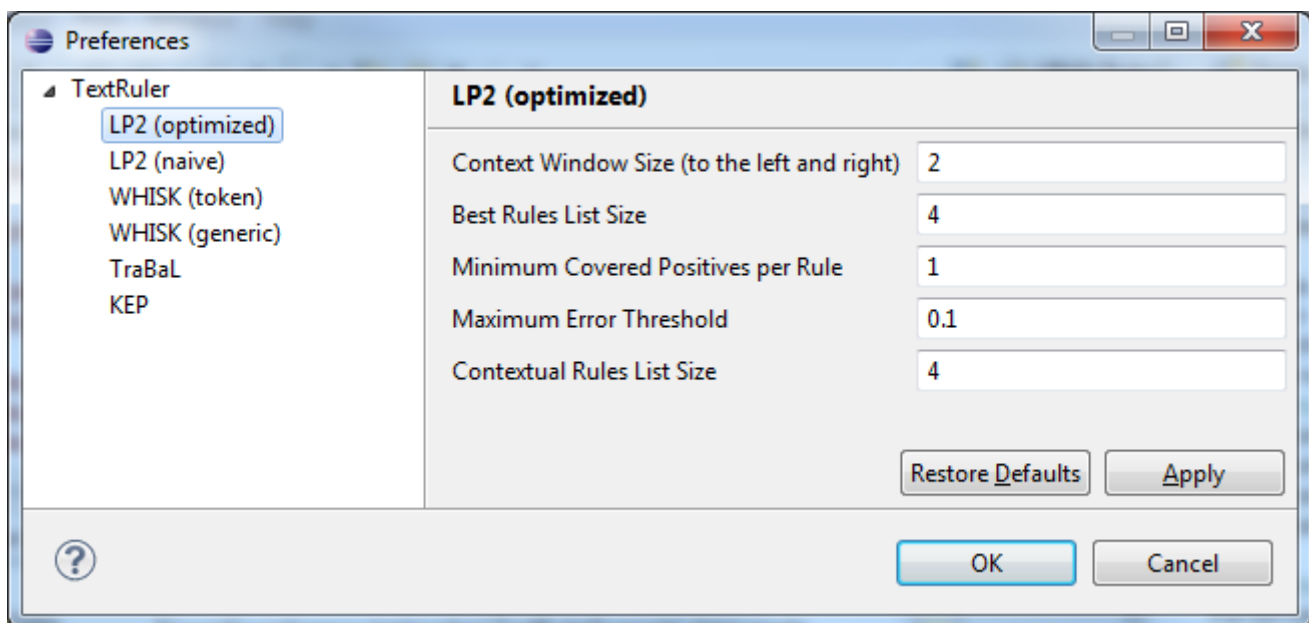 Preferences
TextRuler
LP2 (optimized)
LP2 (naive)
WHISK (token)
WHISK (generic)
TraBaL
KEP
LP2 (optimized)
Context Window Size (to the left and right) 2
Best Rules List Size 4
Minimum Covered Positives per Rule 1
Maximum Error Threshold 0.1
Contextual Rules List Size 4
Restore Defaults Apply
? OK Cancel